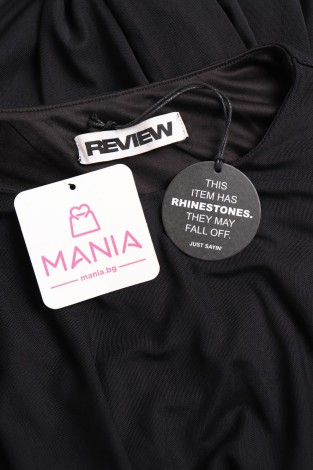 REVIEW
MANIA
mania.bg
THIS
ITEM HAS
RHINESTONES.
THEY MAY
FALL OFF.
JUST SAYIN'